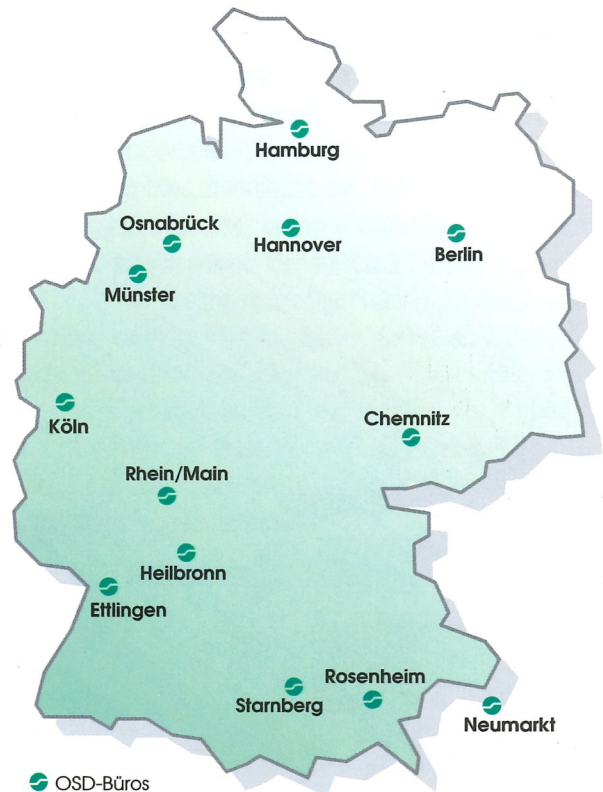 Hamburg
Osnabrück
Hannover
Berlin
Münster
Köln
Chemnitz
Rhein/Main
Heilbronn
Ettlingen
Rosenheim
Starnberg
Neumarkt
OSD-Büros